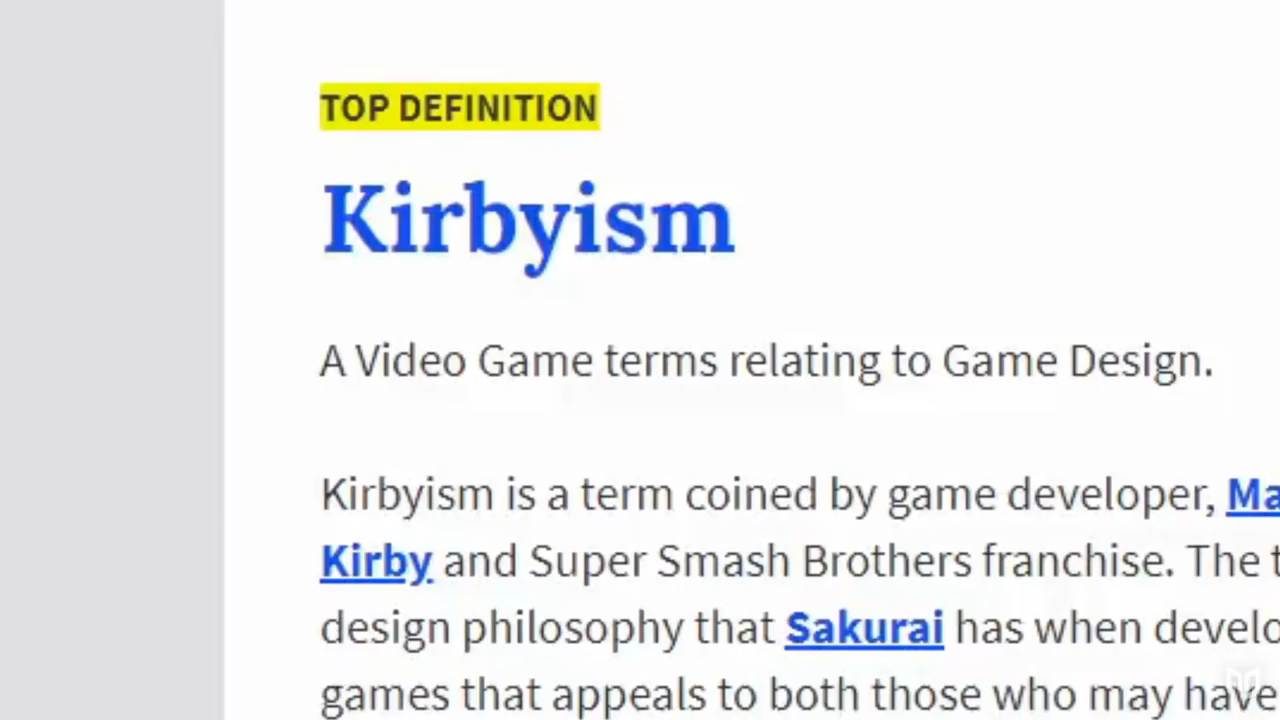 TOP DEFINITION
Kirbyism
A Video Game terms relating to Game Design.
Kirbyism is a term coined by game developer,
Kirby and Super Smash Brothers franchise. The
design philosophy that Sakurai has when
games that appeals to both those who may have